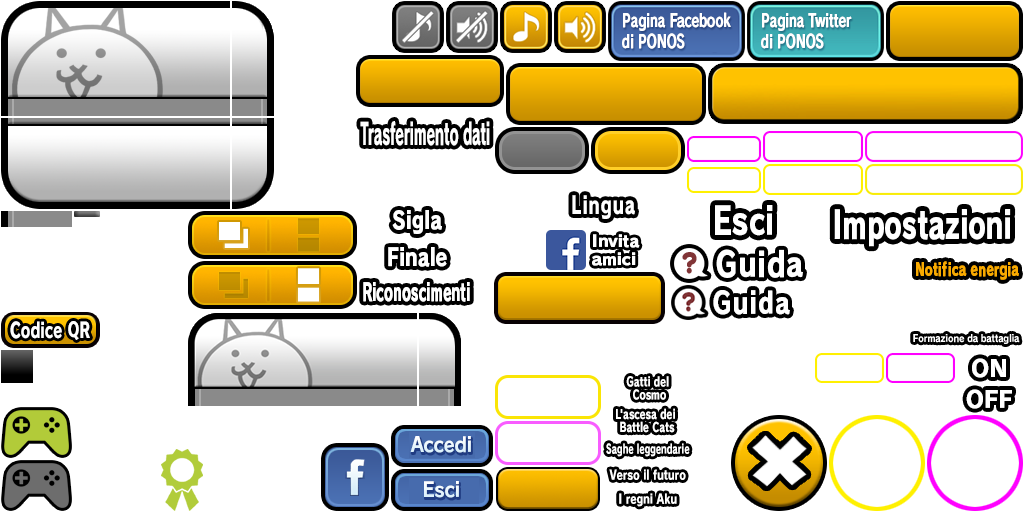 Pagina Facebook
di PONOS
Pagina Twitter
di PONOS
Trasferimento dati
Lingua
Sigla
Esci
Impostazioni
Invita
amici
Finale
? Guida
Notifica energia
Riconoscimenti
? Guida
Codice QR
Formazione da battaglia
ON
OFF
Gatti del
Cosmo
L'ascesa dei
Battle Cats
Accedi
Saghe leggendarie
Verso il futuro
Esci
I regni Aku